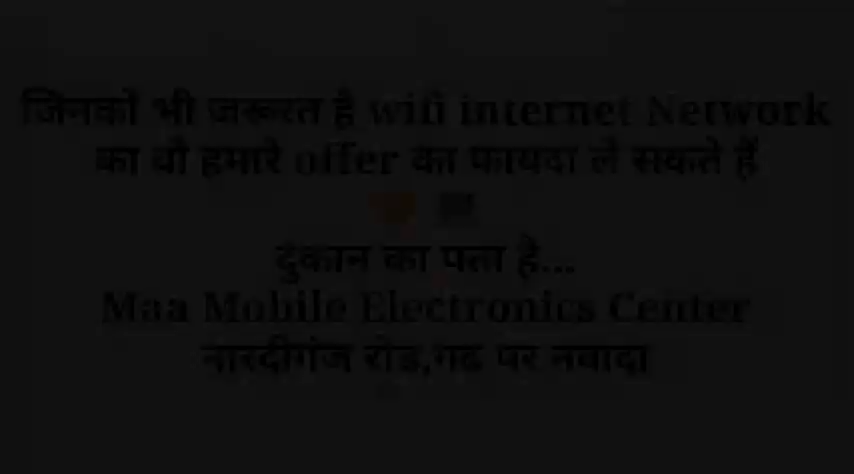 जिनको भी जरूरत है wifi internet Network
का वो हमारे offer का फायदा ले सकते हैं
दुकान का पता है...
Maa Mobile Electronics Center
नारदीगंज रोड,गढ पर नवादा